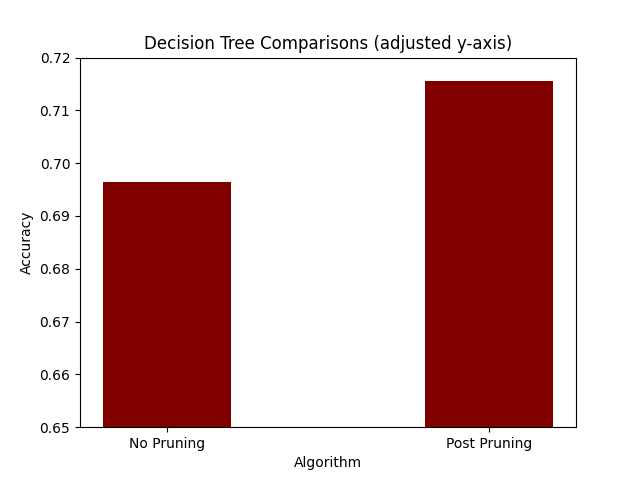 Decision Tree Comparisons (adjusted y-axis)
0.72
0.71
0.70
0.69
0.68
0.67
0.66
0.65
Accuracy
No Pruning
Post Pruning
Algorithm